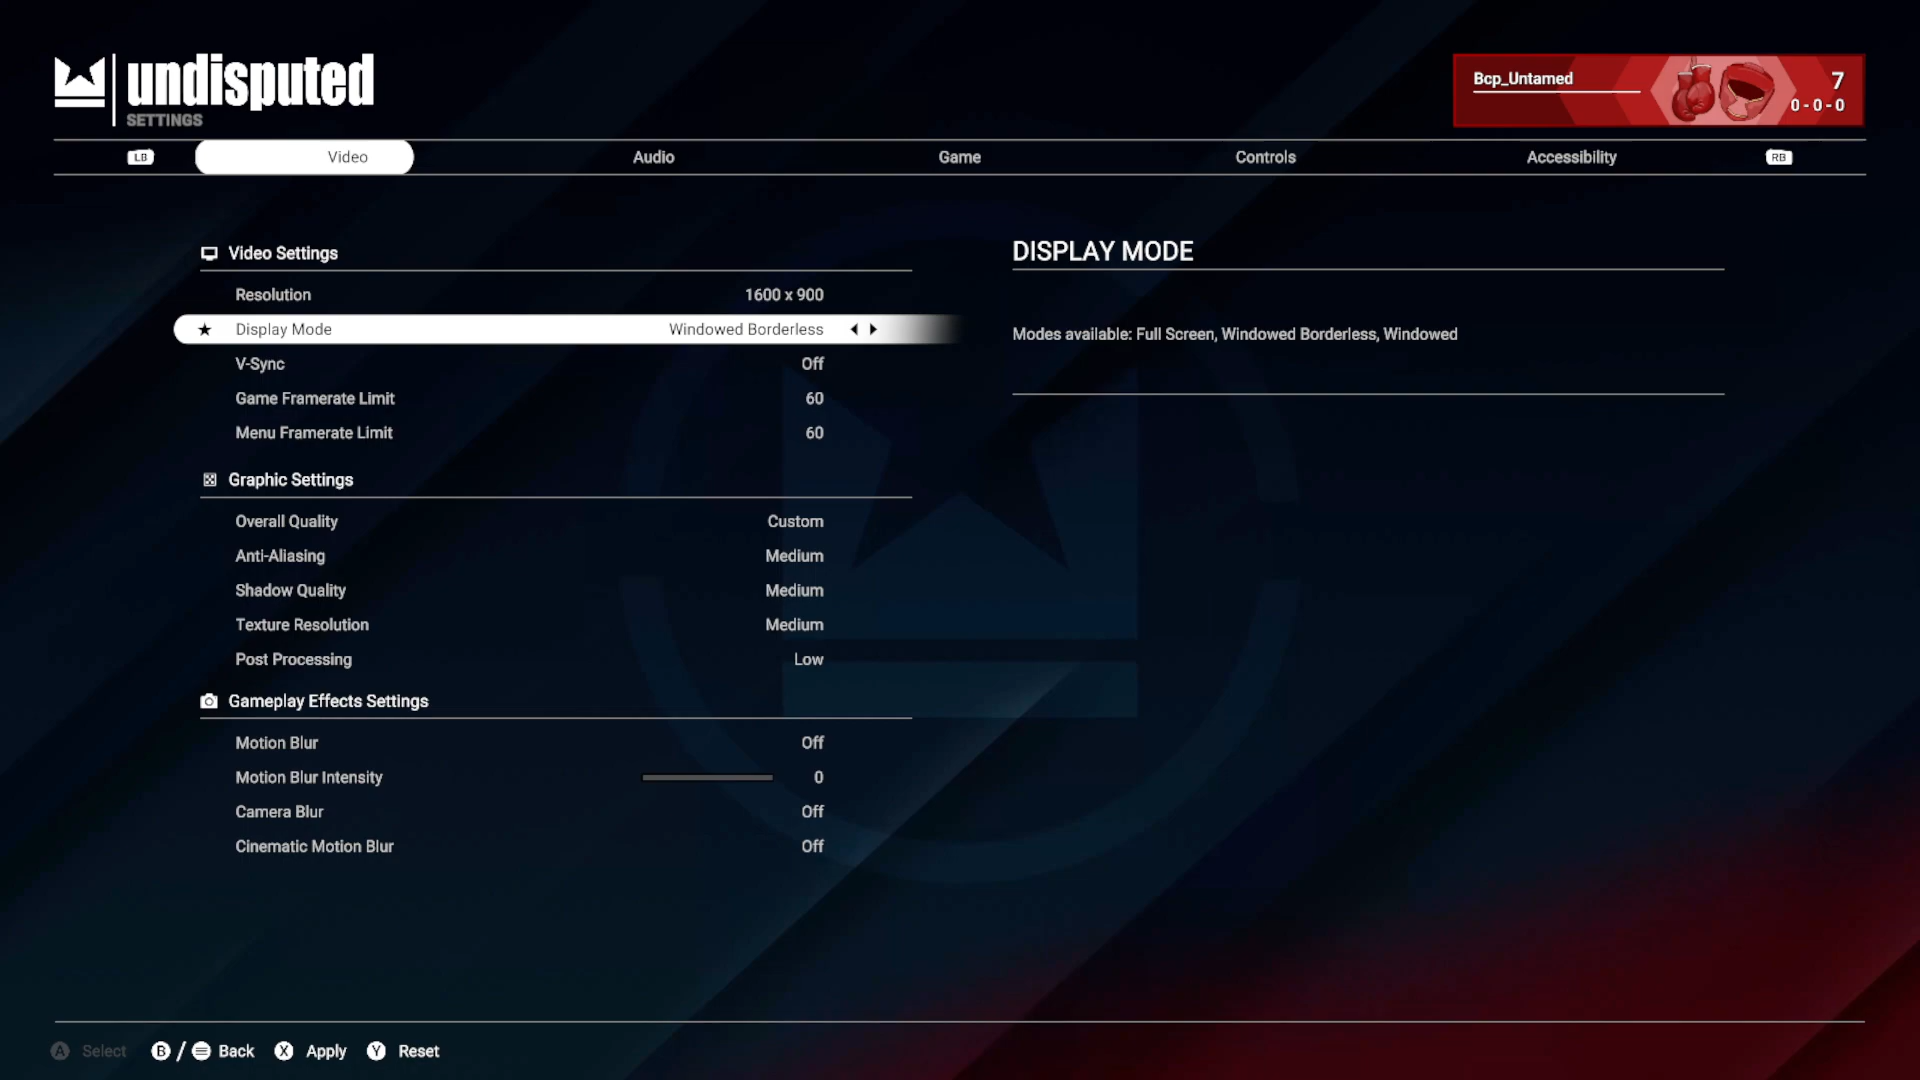 undisputed
SETTINGS
Bcp_Untamed
7
0 - 0 - 0
LB Video Audio Game Controls Accessibility RB
Video Settings
Resolution 1600 x 900
Display Mode Windowed Borderless
V-Sync Off
Game Framerate Limit 60
Menu Framerate Limit 60
Graphic Settings
Overall Quality Custom
Anti-Aliasing Medium
Shadow Quality Medium
Texture Resolution Medium
Post Processing Low
Gameplay Effects Settings
Motion Blur Off
Motion Blur Intensity 0
Camera Blur Off
Cinematic Motion Blur Off
DISPLAY MODE
Modes available: Full Screen, Windowed Borderless, Windowed
A Select B / Back X Apply Y Reset